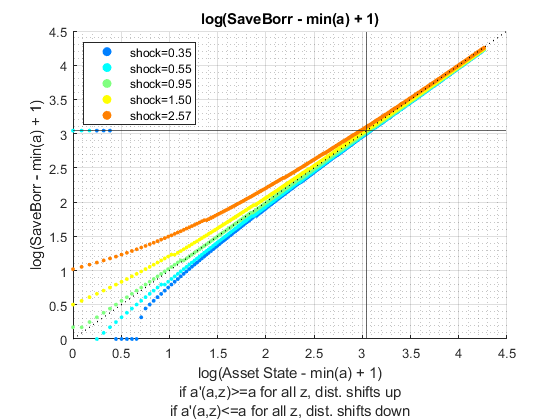 log(SaveBorr - min(a) + 1)
4.5
4
3.5
3
2.5
2
1.5
1
0.5
0
log(SaveBorr - min(a) + 1)
shock=0.35
shock=0.55
shock=0.95
shock=1.50
shock=2.57
0 0.5 1 1.5 2 2.5 3 3.5 4 4.5
log(Asset State - min(a) + 1)
if a'(a,z)>=a for all z, dist. shifts up
if a'(a,z)<=a for all z, dist. shifts down